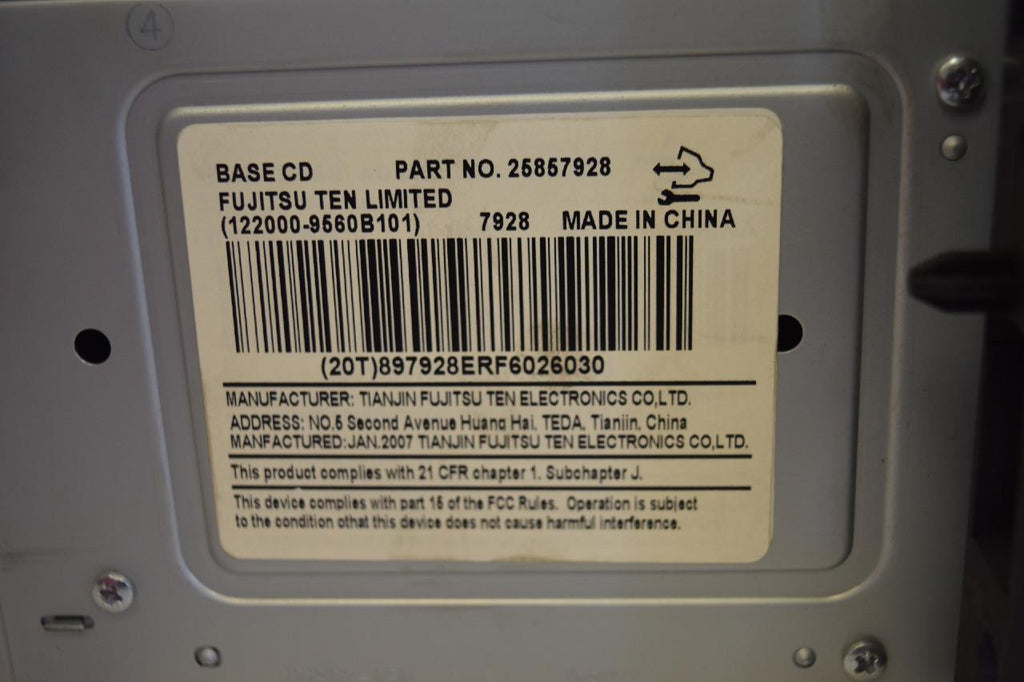 4
BASE CD PART NO. 25857928
FUJITSU TEN LIMITED
(122000-9560B101) 7928 MADE IN CHINA
(20T)897928ERF6026030
MANUFACTURER: TIANJIN FUJITSU TEN ELECTRONICS CO,LTD.
ADDRESS: NO.5 Second Avenue Huang Hai, TEDA, Tianjin, China
MANFACTURED:JAN.2007 TIANJIN FUJITSU TEN ELECTRONICS CO,LTD.
This product complies with 21 CFR chapter 1. Subchapter J.
This device complies with part 15 of the FCC Rules. Operation is subject
to the condition othat this device does not cause harmful interference.